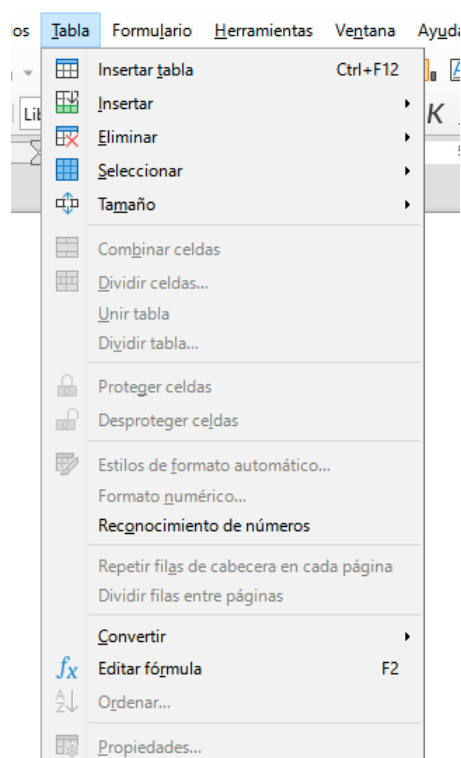 os Tabla Formulario Herramientas Ventana Ayuda
Insertar tabla Ctrl+F12
Lib Insertar K
Eliminar
Seleccionar
Tamaño
Combinar celdas
Dividir celdas...
Unir tabla
Dividir tabla...
Proteger celdas
Desproteger celdas
Estilos de formato automático...
Formato numérico...
Reconocimiento de números
Repetir filas de cabecera en cada página
Dividir filas entre páginas
Convertir
fx Editar fórmula F2
Ordenar...
Propiedades...